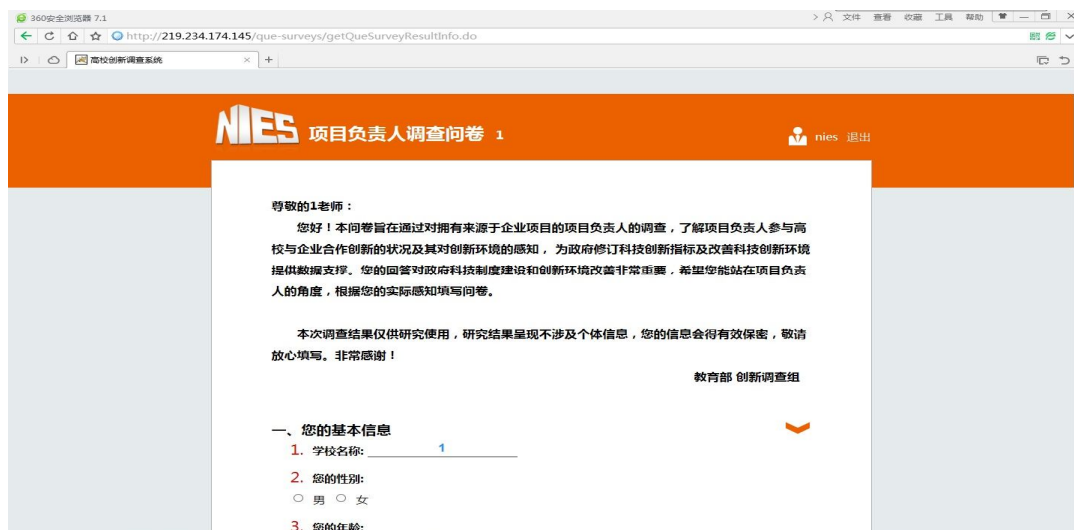 360安全浏览器 7.1
文件 查看 收藏 工具 帮助
http://219.234.174.145/que-surveys/getQueSurveyResultInfo.do
高校创新调查系统
NIES 项目负责人调查问卷 1
nies 退出
尊敬的1老师：
您好！本问卷旨在通过对拥有来源于企业项目的项目负责人的调查，了解项目负责人参与高
校与企业合作创新的状况及其对创新环境的感知， 为政府修订科技创新指标及改善科技创新环境
提供数据支撑。您的回答对政府科技制度建设和创新环境改善非常重要，希望您能站在项目负责
人的角度，根据您的实际感知填写问卷。
本次调查结果仅供研究使用，研究结果呈现不涉及个体信息，您的信息会得有效保密，敬请
放心填写。非常感谢！
教育部 创新调查组
一、您的基本信息
1. 学校名称: 1
2. 您的性别:
男 女
3. 您的年龄: